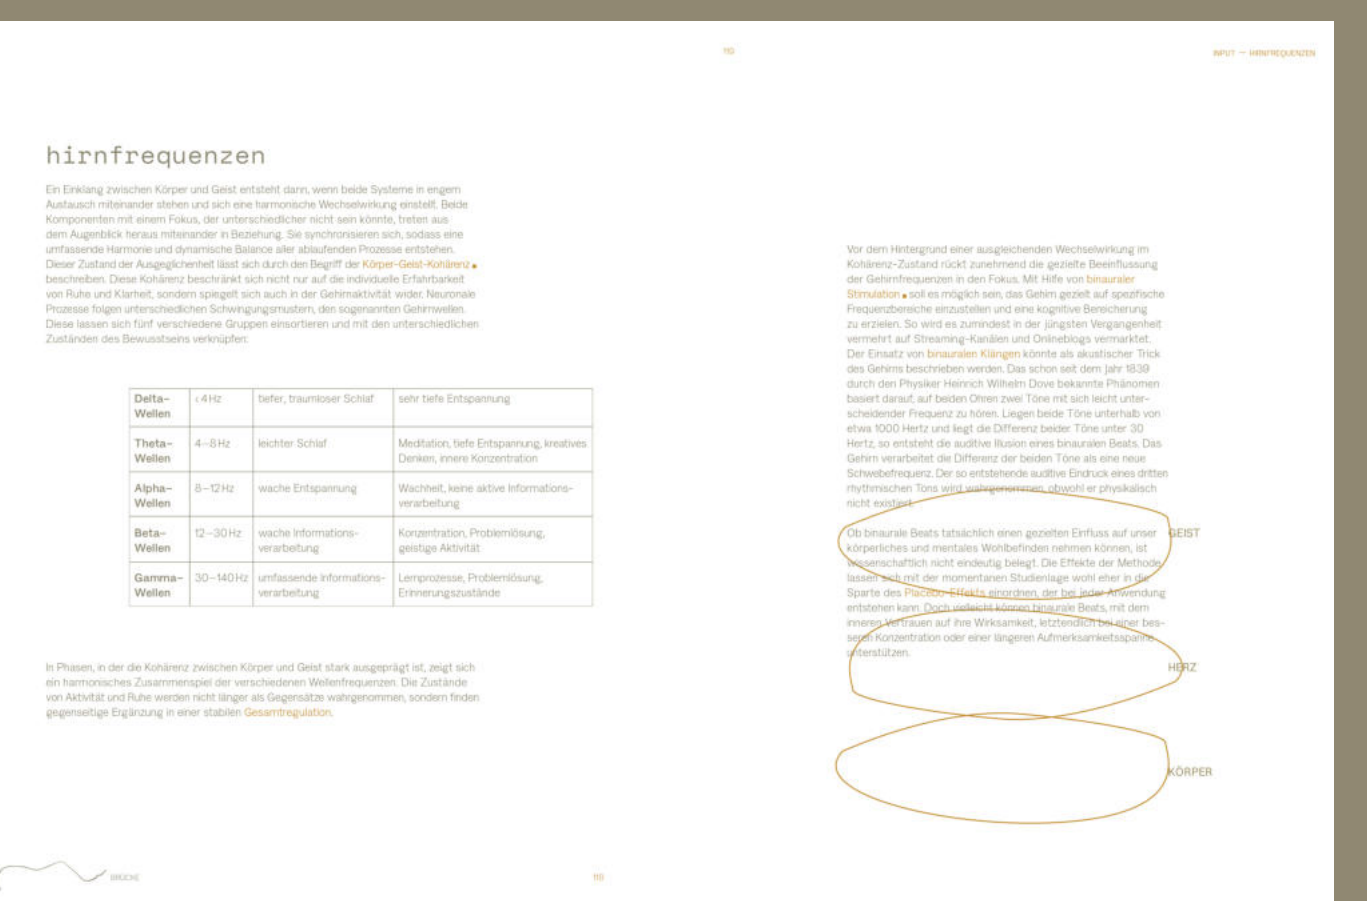 110
INPUT — HIRNFREQUENZEN
hirnfrequenzen
Ein Einklang zwischen Körper und Geist entsteht dann, wenn beide Systeme in engem
Austausch miteinander stehen und sich eine harmonische Wechselwirkung einstellt. Beide
Komponenten mit einem Fokus, der unterschiedlicher nicht sein könnte, treten aus
dem Augenblick heraus miteinander in Beziehung. Sie synchronisieren sich, sodass eine
umfassende Harmonie und dynamische Balance aller ablaufenden Prozesse entstehen.
Dieser Zustand der Ausgeglichenheit lässt sich durch den Begriff der Körper-Geist-Kohärenz
beschreiben. Diese Kohärenz beschränkt sich nicht nur auf die individuelle Erfahrbarkeit
von Ruhe und Klarheit, sondern spiegelt sich auch in der Gehirnaktivität wider. Neuronale
Prozesse folgen unterschiedlichen Schwingungsmustern, den sogenannten Gehirnwellen.
Diese lassen sich fünf verschiedene Gruppen einsortieren und mit den unterschiedlichen
Zuständen des Bewusstseins verknüpfen:
Delta- ‹ 4 Hz tiefer, traumloser Schlaf sehr tiefe Entspannung
Wellen
Theta- 4—8 Hz leichter Schlaf Meditation, tiefe Entspannung, kreatives
Wellen Denken, innere Konzentration
Alpha- 8—12 Hz wache Entspannung Wachheit, keine aktive Informations-
Wellen verarbeitung
Beta- 12—30 Hz wache Informations- Konzentration, Problemlösung,
Wellen verarbeitung geistige Aktivität
Gamma- 30—140 Hz umfassende Informations- Lernprozesse, Problemlösung,
Wellen verarbeitung Erinnerungszustände
In Phasen, in der die Kohärenz zwischen Körper und Geist stark ausgeprägt ist, zeigt sich
ein harmonisches Zusammenspiel der verschiedenen Wellenfrequenzen. Die Zustände
von Aktivität und Ruhe werden nicht länger als Gegensätze wahrgenommen, sondern finden
gegenseitige Ergänzung in einer stabilen Gesamtregulation.
BRÜCKE
110
Vor dem Hintergrund einer ausgleichenden Wechselwirkung im
Kohärenz-Zustand rückt zunehmend die gezielte Beeinflussung
der Gehirnfrequenzen in den Fokus. Mit Hilfe von binauraler
Stimulation soll es möglich sein, das Gehirn gezielt auf spezifische
Frequenzbereiche einzustellen und eine kognitive Bereicherung
zu erzielen. So wird es zumindest in der jüngsten Vergangenheit
vermehrt auf Streaming-Kanälen und Onlineblogs vermarktet.
Der Einsatz von binauralen Klängen könnte als akustischer Trick
des Gehirns beschrieben werden. Das schon seit dem Jahr 1839
durch den Physiker Heinrich Wilhelm Dove bekannte Phänomen
basiert darauf, auf beiden Ohren zwei Töne mit sich leicht unter-
scheidender Frequenz zu hören. Liegen beide Töne unterhalb von
etwa 1000 Hertz und liegt die Differenz beider Töne unter 30
Hertz, so entsteht die auditive Illusion eines binauralen Beats. Das
Gehirn verarbeitet die Differenz der beiden Töne als eine neue
Schwebefrequenz. Der so entstehende auditive Eindruck eines dritten
rhythmischen Tons wird wahrgenommen, obwohl er physikalisch
nicht existiert.
Ob binaurale Beats tatsächlich einen gezielten Einfluss auf unser
körperliches und mentales Wohlbefinden nehmen können, ist
wissenschaftlich nicht eindeutig belegt. Die Effekte der Methode
lassen sich mit der momentanen Studienlage wohl eher in die
Sparte des Placebo-Effekts einordnen, der bei jeder Anwendung
entstehen kann. Doch vielleicht können binaurale Beats, mit dem
inneren Vertrauen auf ihre Wirksamkeit, letztendlich bei einer bes-
seren Konzentration oder einer längeren Aufmerksamkeitsspanne
unterstützen.
GEIST
HERZ
KÖRPER